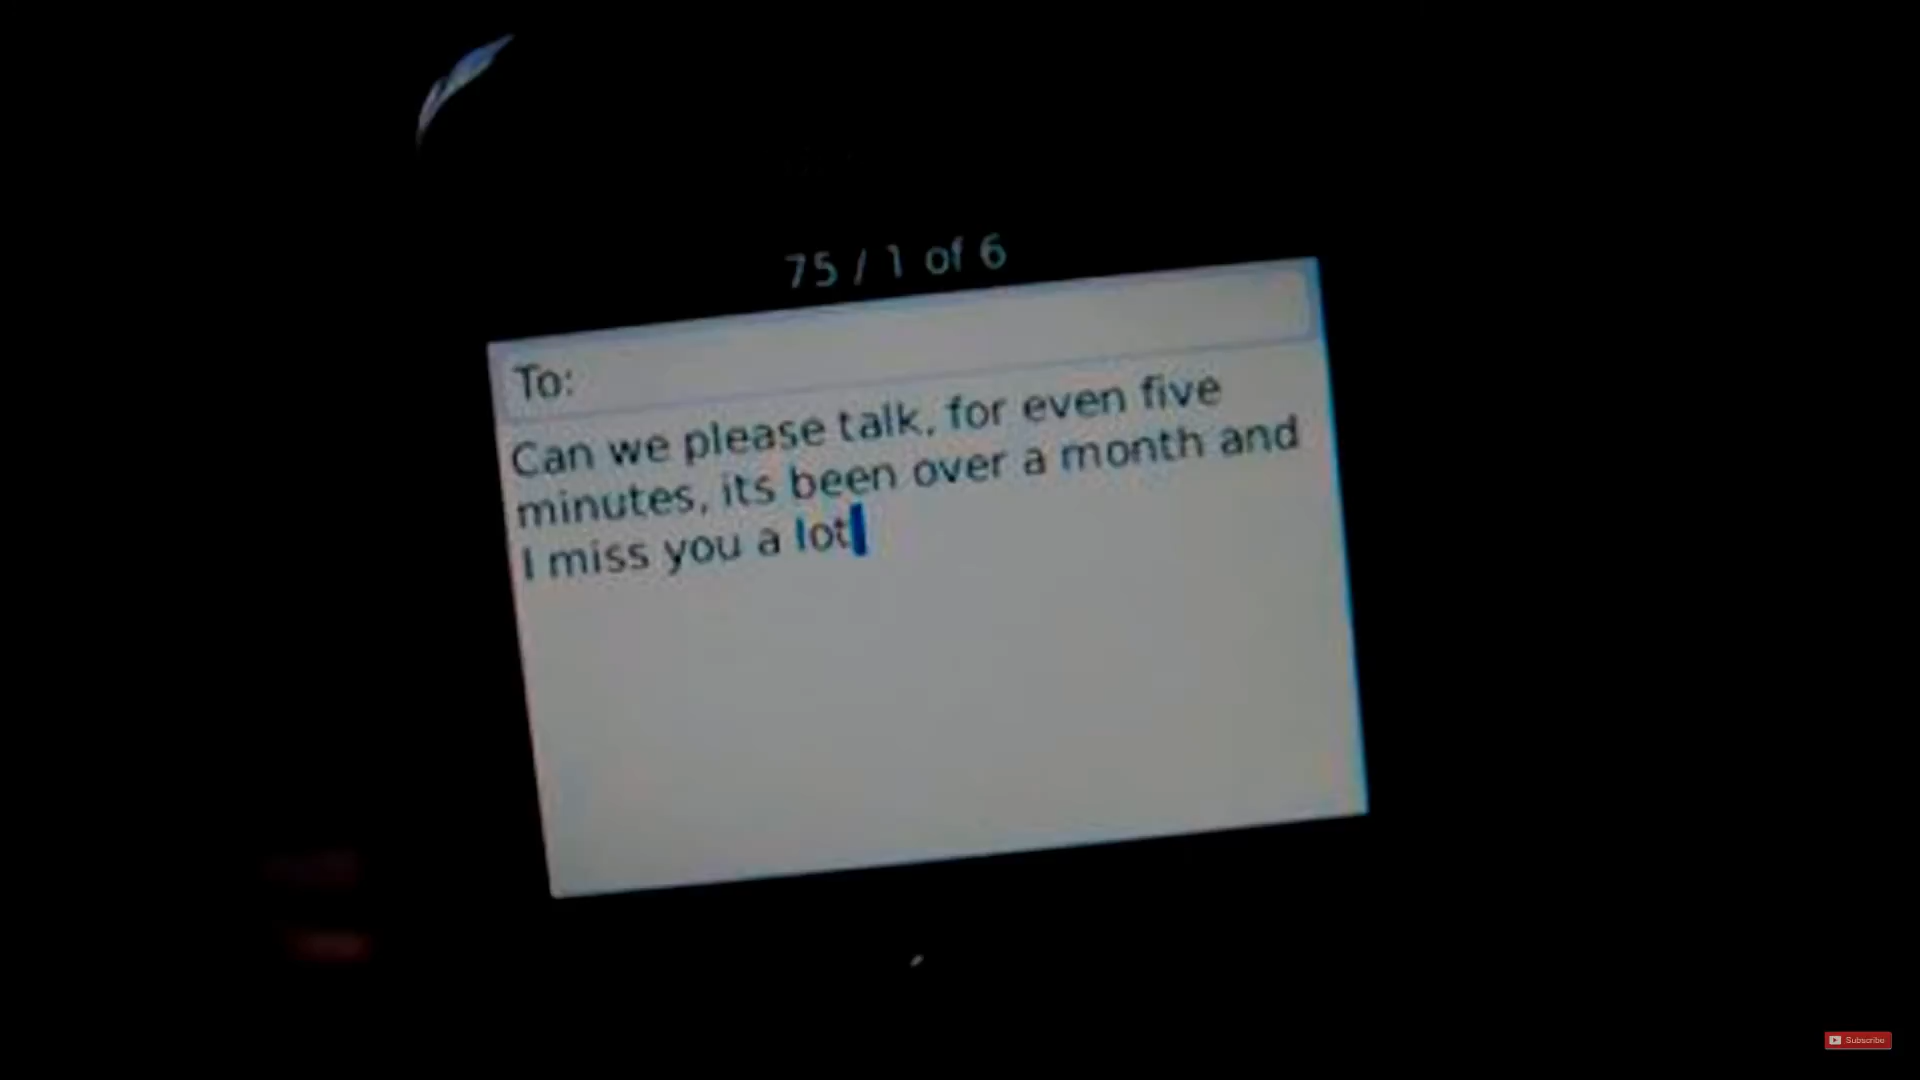 75 / 1 of 6
To:
Can we please talk, for even five
minutes, its been over a month and
I miss you a lot
Subscribe